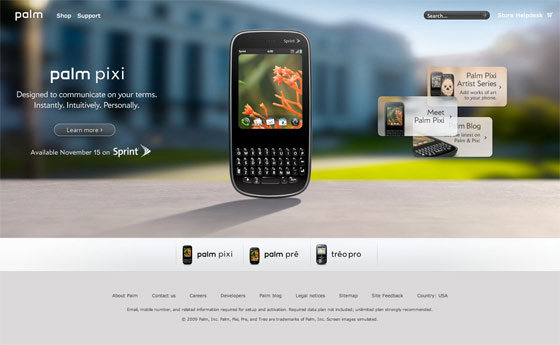 palm
Shop Support
Search...
Store Helpdesk
Sprint
palm pixi
Designed to communicate on your terms.
Instantly. Intuitively. Personally.
Learn more ›
Available November 15 on Sprint
Palm Pixi
Artist Series
Add works of art
to your phone.
Meet
Palm Pixi
Blog
latest on
Palm & Pixi
palm pixi
palm prē
trēo pro
About Palm Contact us Careers Developers Palm blog Legal notices Sitemap Site Feedback Country: USA
Email, mobile number, and related information required for setup and activation. Required data plan not included; unlimited plan strongly recommended.
© 2009 Palm, Inc. Palm, Pixi, Pre, and Treo are trademarks of Palm, Inc. Screen images simulated.